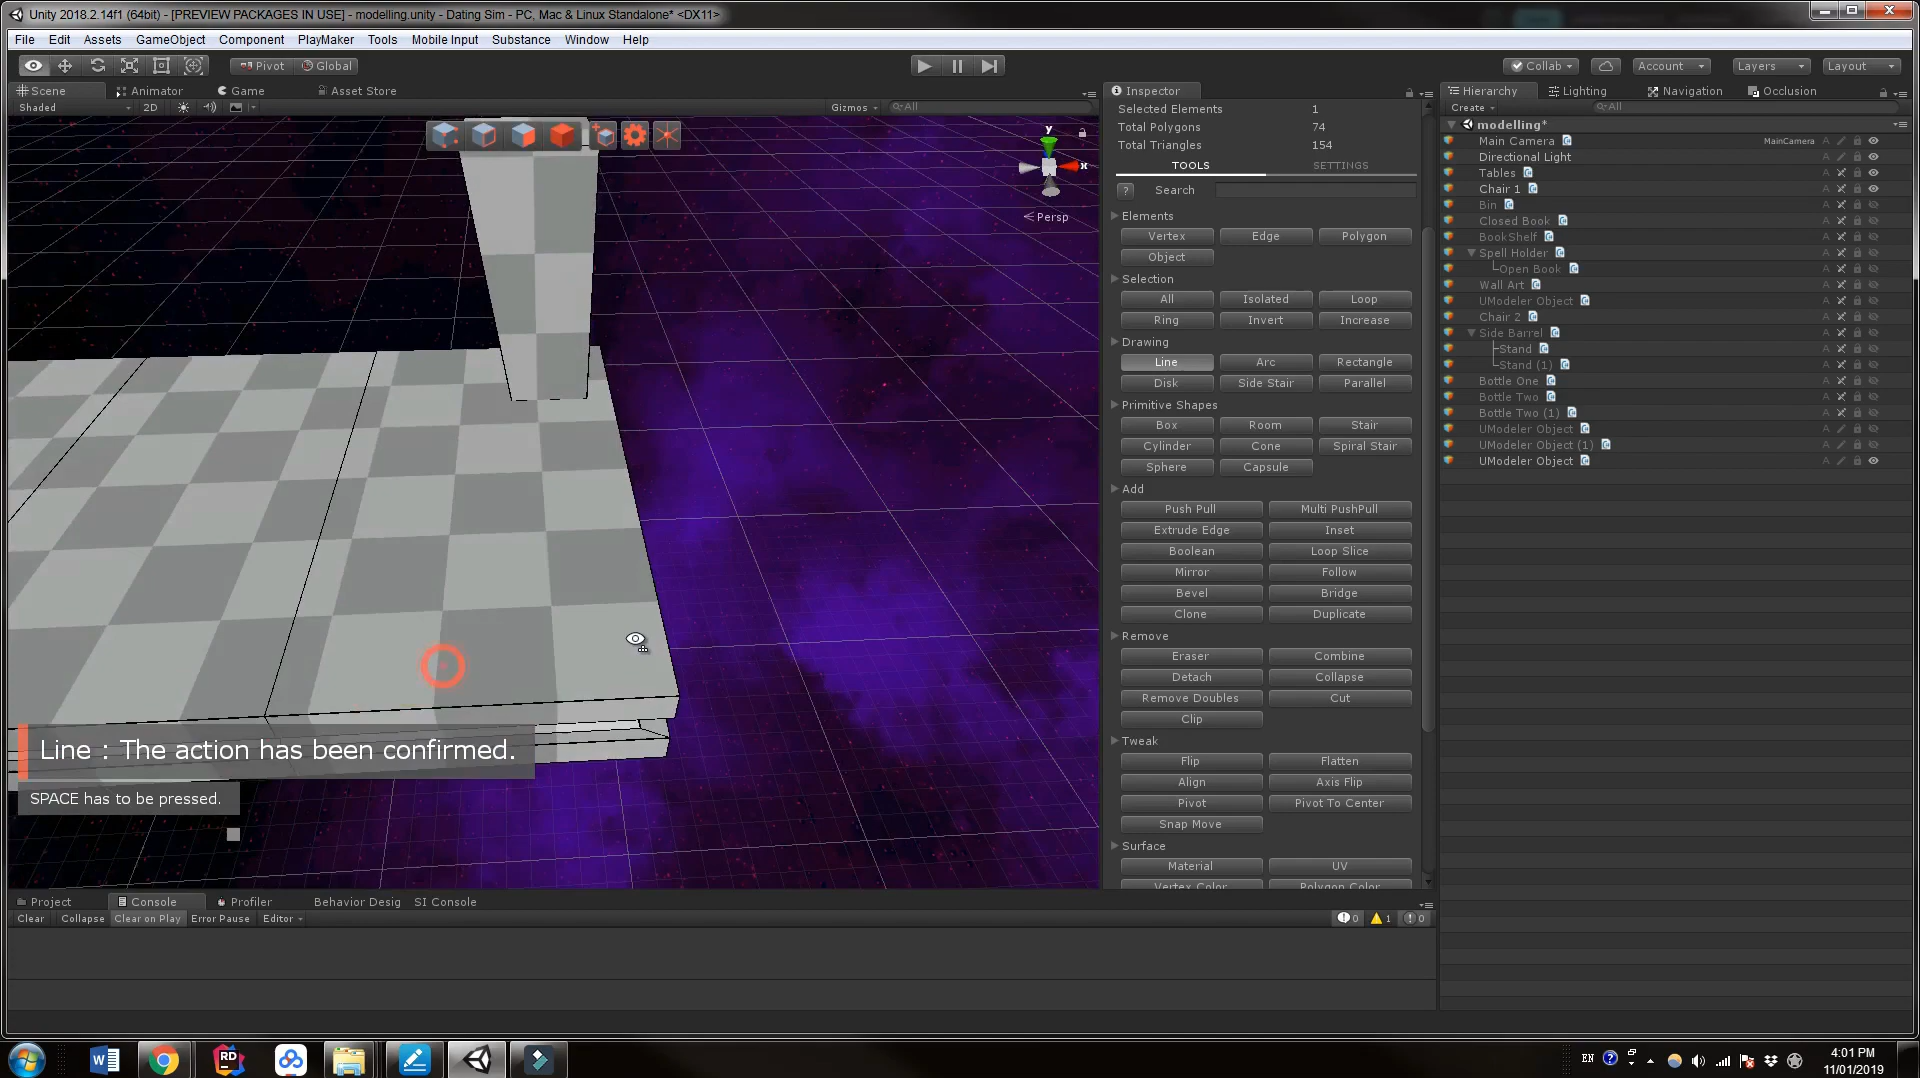 Unity 2018.2.14f1 (64bit) - [PREVIEW PACKAGES IN USE] - modelling.unity - Dating Sim - PC, Mac & Linux Standalone* <DX11>
File Edit Assets GameObject Component PlayMaker Tools Mobile Input Substance Window Help
Pivot Global Collab Account Layers Layout
Scene Animator Game Asset Store Inspector Hierarchy Lighting Navigation Occlusion
Shaded 2D Gizmos All Create All
Selected Elements 1
Total Polygons 74
Total Triangles 154
TOOLS SETTINGS
? Search
Elements
Vertex Edge Polygon
Object
Selection
All Isolated Loop
Ring Invert Increase
Drawing
Line Arc Rectangle
Disk Side Stair Parallel
Primitive Shapes
Box Room Stair
Cylinder Cone Spiral Stair
Sphere Capsule
Add
Push Pull Multi PushPull
Extrude Edge Inset
Boolean Loop Slice
Mirror Follow
Bevel Bridge
Clone Duplicate
Remove
Eraser Combine
Detach Collapse
Remove Doubles Cut
Clip
Tweak
Flip Flatten
Align Axis Flip
Pivot Pivot To Center
Snap Move
Surface
Material UV
Vertex Color Polygon Color
modelling*
Main Camera MainCamera
Directional Light
Tables
Chair 1
Bin
Closed Book
BookShelf
Spell Holder
Open Book
Wall Art
UModeler Object
Chair 2
Side Barrel
Stand
Stand (1)
Bottle One
Bottle Two
Bottle Two (1)
UModeler Object
UModeler Object (1)
UModeler Object
y
x
Persp
Line : The action has been confirmed.
SPACE has to be pressed.
Project Console Profiler Behavior Desig SI Console
Clear Collapse Clear on Play Error Pause Editor 0 1 0
W RD EN
4:01 PM
11/01/2019